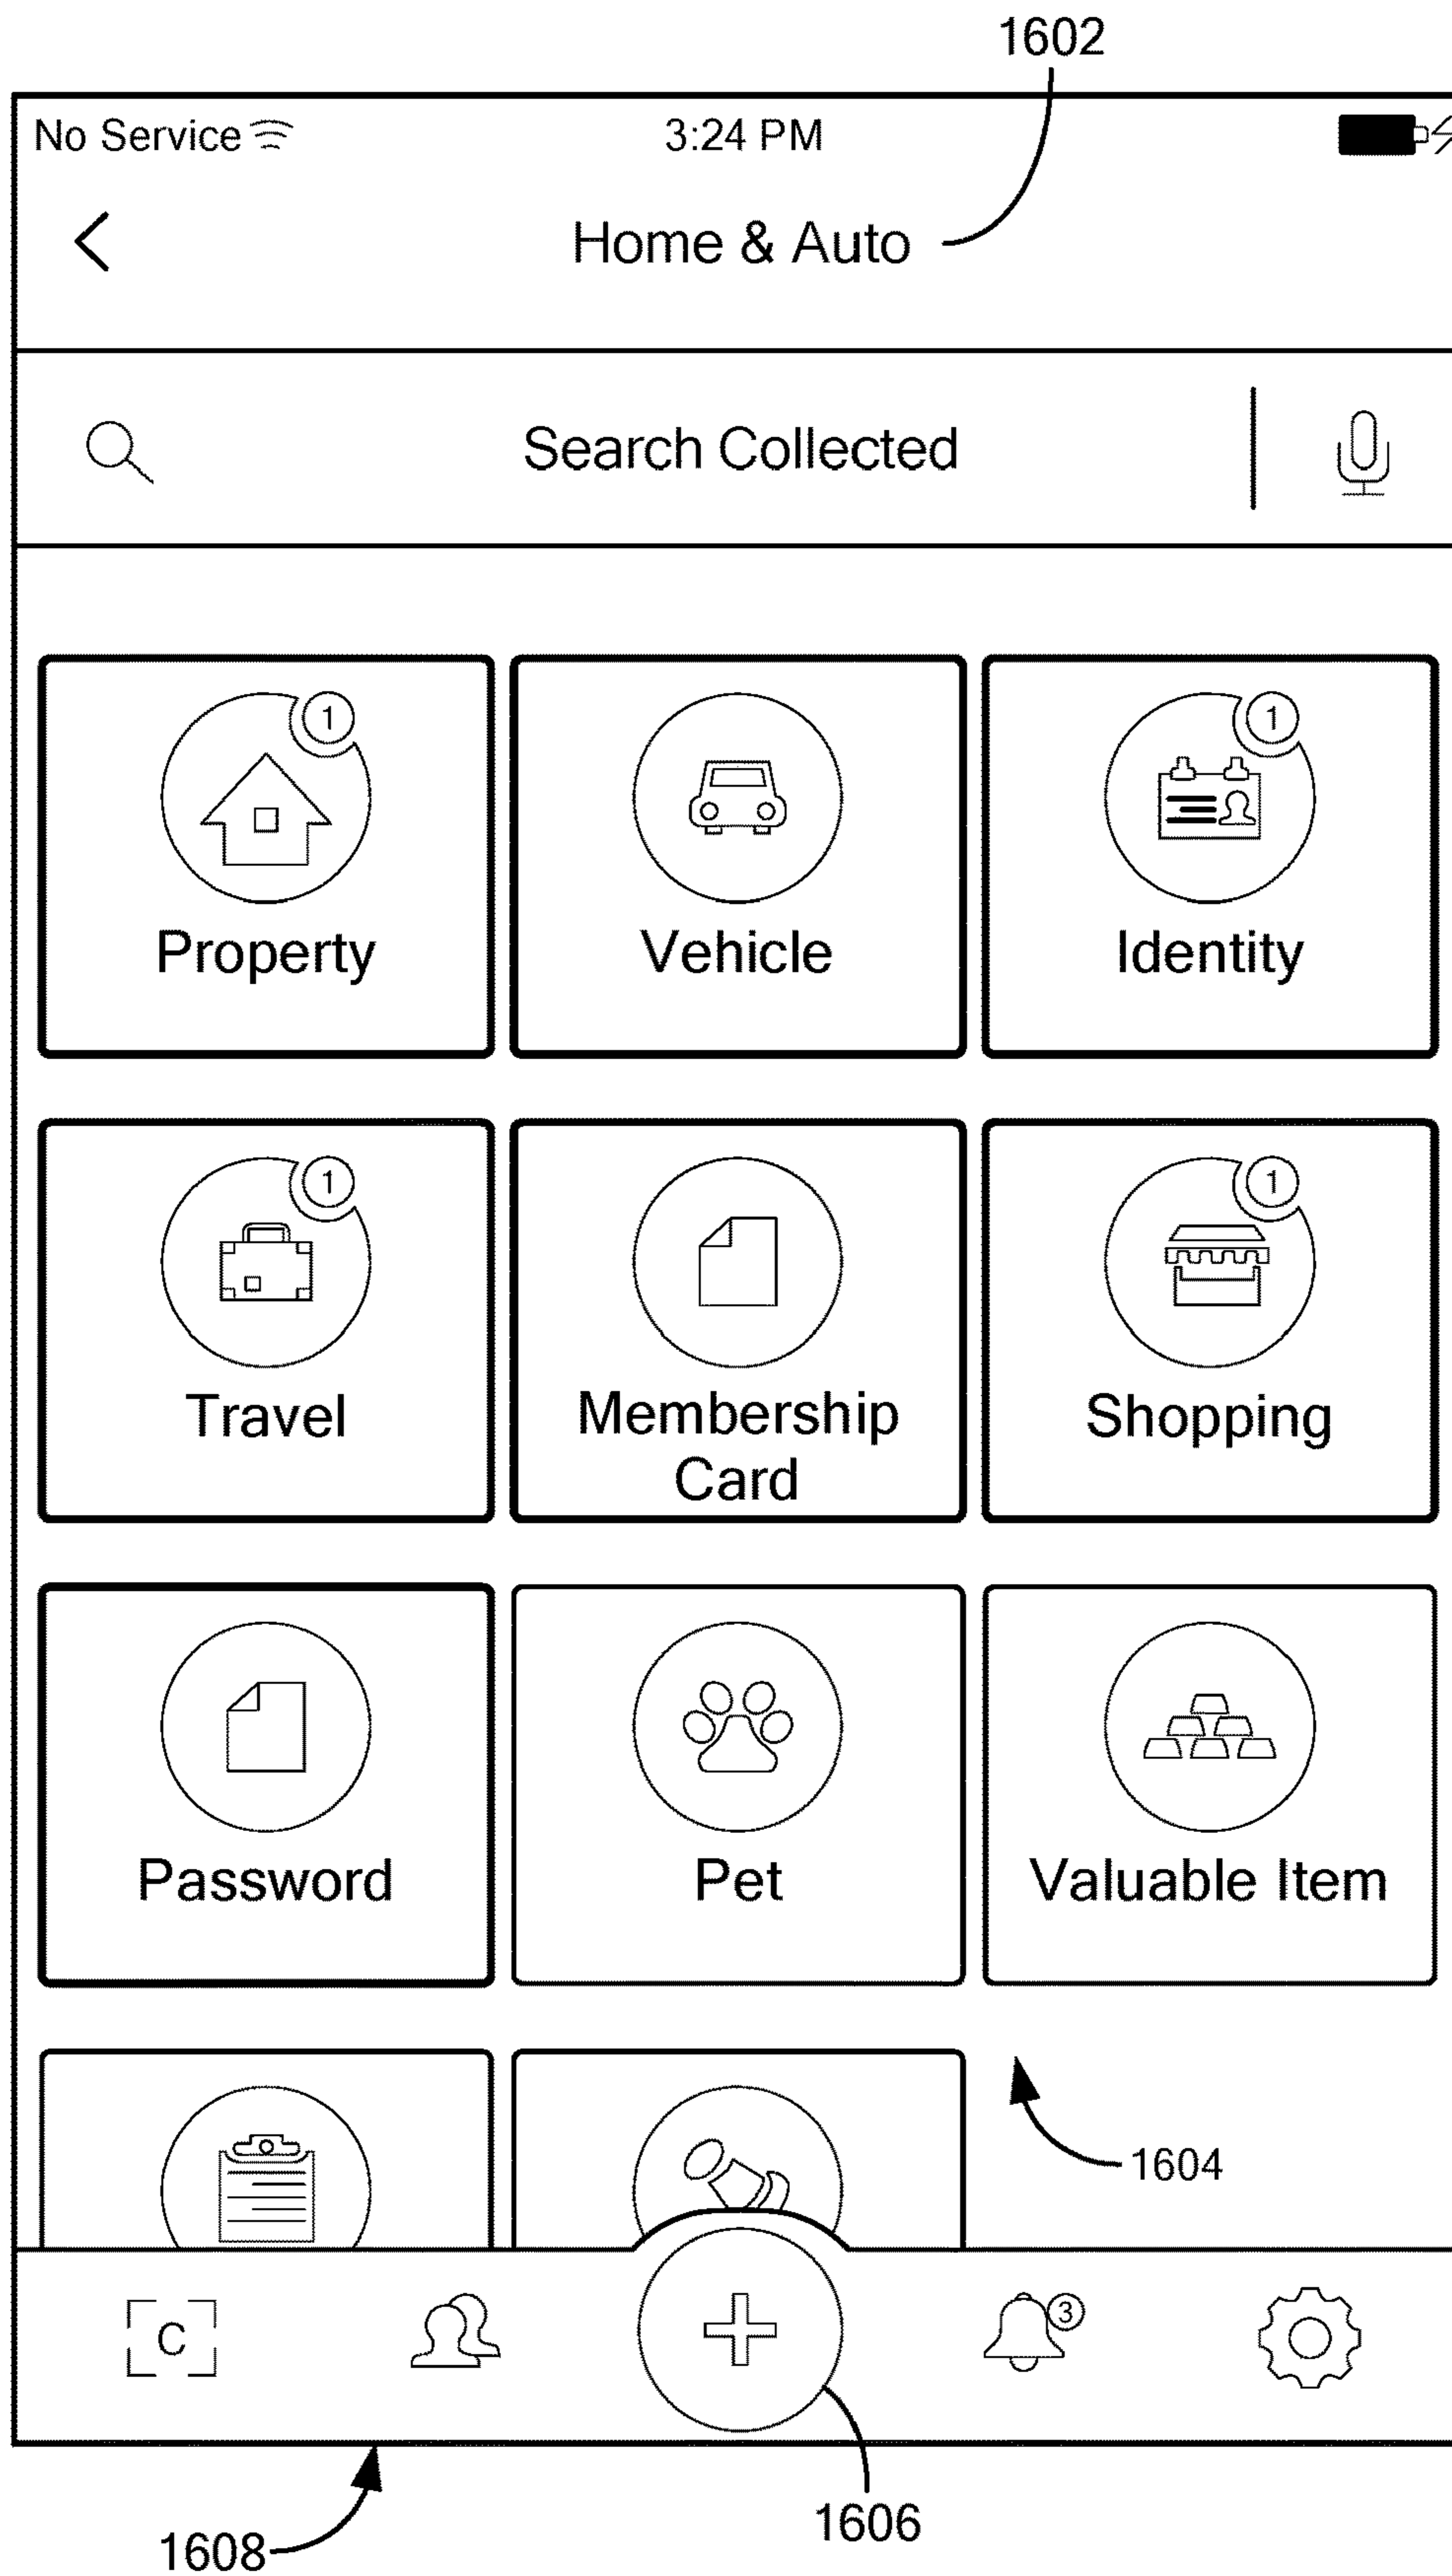 1602
No Service 3:24 PM
Home & Auto
Search Collected
1 1
Property Vehicle Identity
1 1
Travel Membership Shopping
Card
Password Pet Valuable Item
1604
C 3
1606
1608